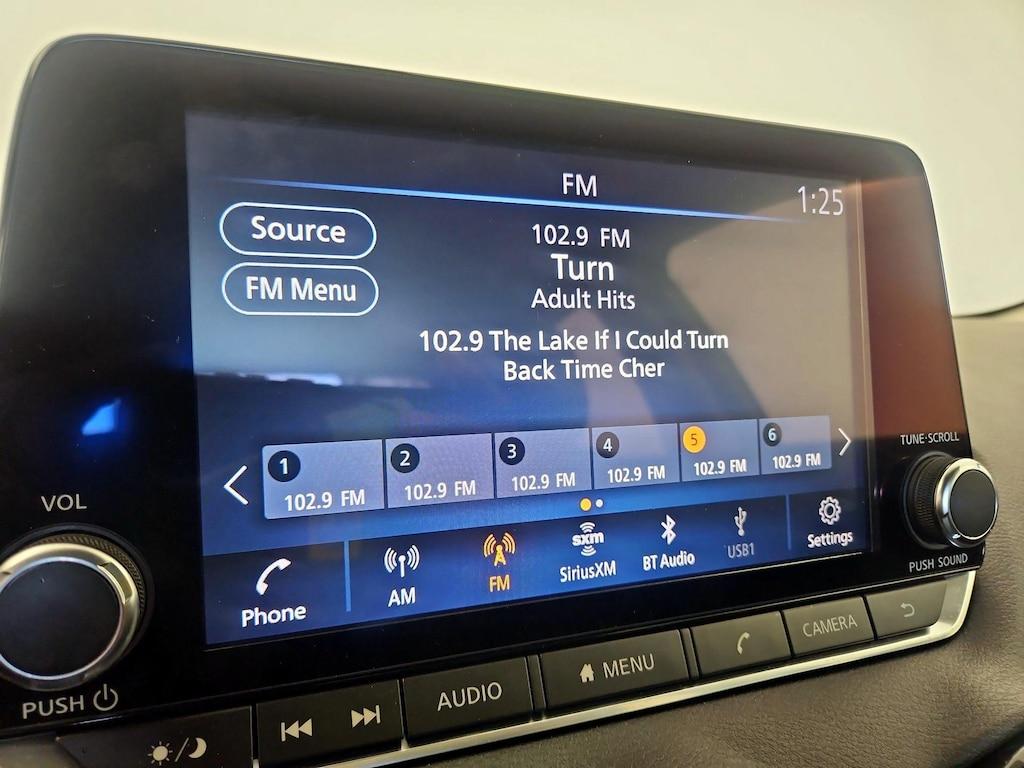 FM
1:25
Source
FM Menu
102.9 FM
Turn
Adult Hits
102.9 The Lake If I Could Turn
Back Time Cher
1 2 3 4 5 6
102.9 FM 102.9 FM 102.9 FM 102.9 FM 102.9 FM 102.9 FM
Phone
AM
FM
sxm
SiriusXM
BT Audio
USB1
Settings
VOL
PUSH
TUNE·SCROLL
PUSH SOUND
AUDIO
MENU
CAMERA